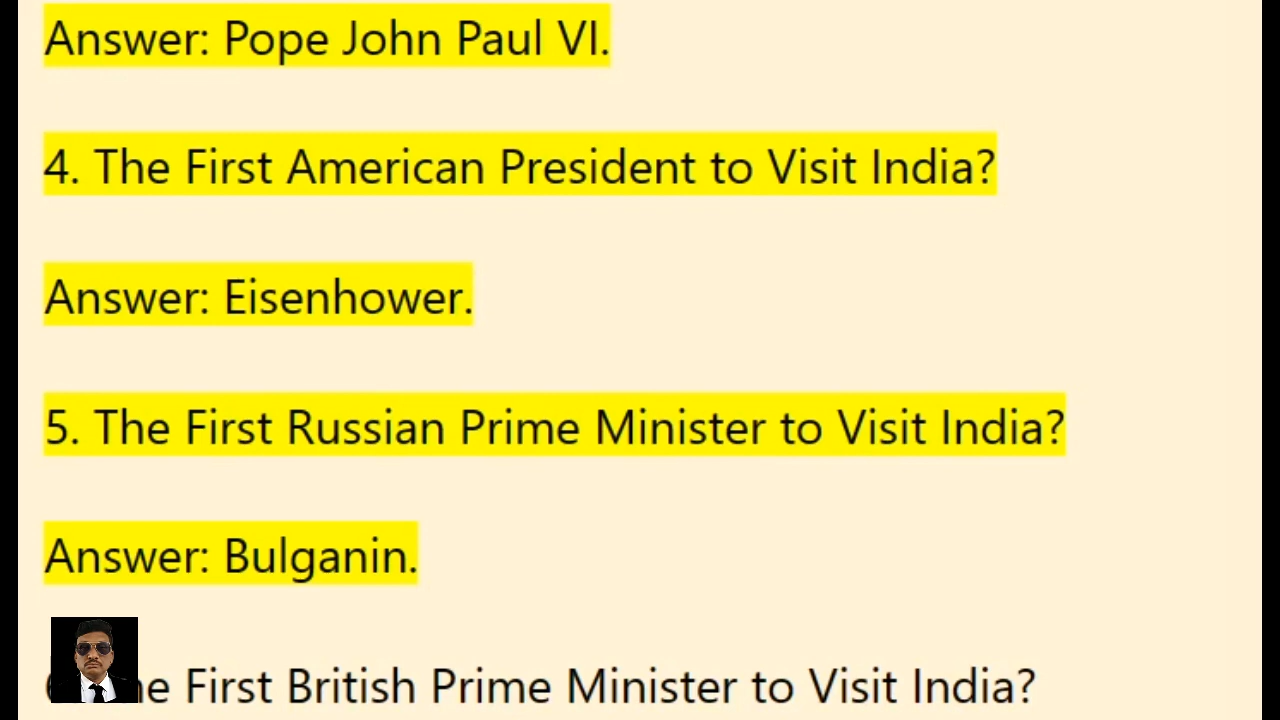 Answer: Pope John Paul VI.
4. The First American President to Visit India?
Answer: Eisenhower.
5. The First Russian Prime Minister to Visit India?
Answer: Bulganin.
First British Prime Minister to Visit India?